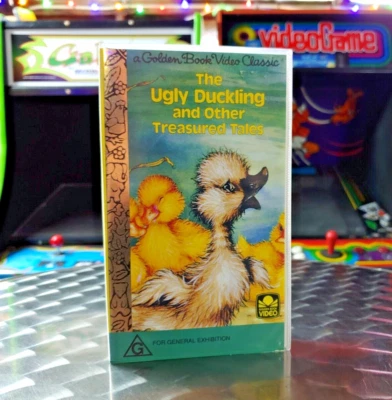 videoGame
a Golden Book Video Classic
The
Ugly Duckling
and Other
Treasured Tales
VIDEO
G
FOR GENERAL EXHIBITION